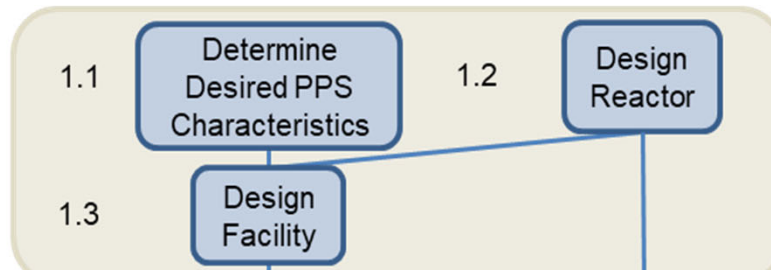 1.1
Determine
Desired PPS
Characteristics
1.2
Design
Reactor
1.3
Design
Facility